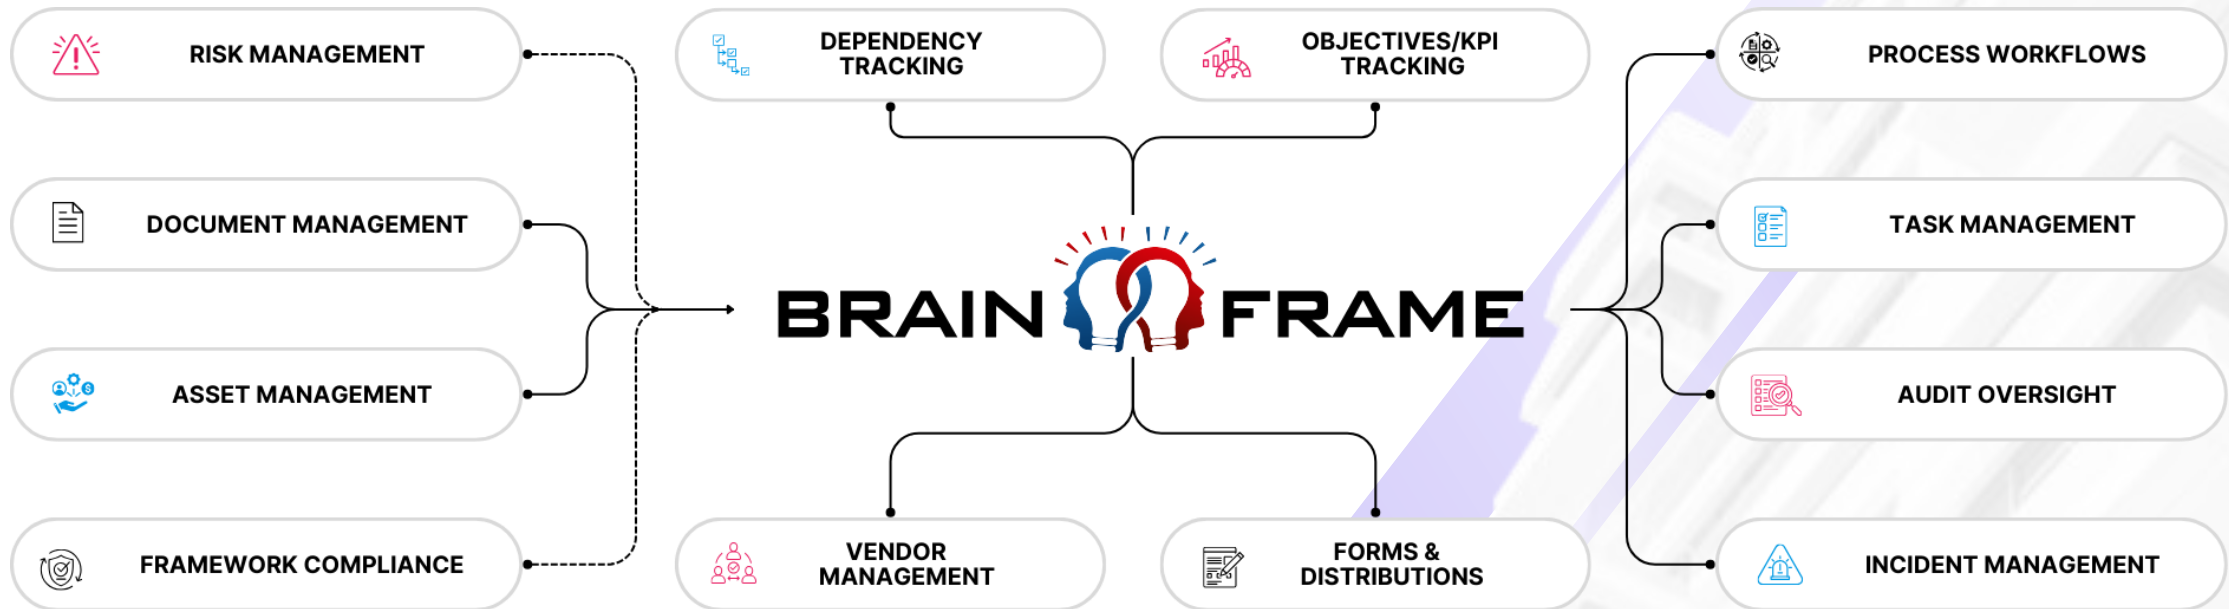 RISK MANAGEMENT
DOCUMENT MANAGEMENT
ASSET MANAGEMENT
FRAMEWORK COMPLIANCE
DEPENDENCY
TRACKING
OBJECTIVES/KPI
TRACKING
BRAIN FRAME
VENDOR
MANAGEMENT
FORMS &
DISTRIBUTIONS
PROCESS WORKFLOWS
TASK MANAGEMENT
AUDIT OVERSIGHT
INCIDENT MANAGEMENT